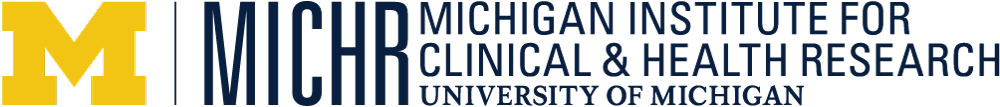 M
MICHR
MICHIGAN INSTITUTE FOR
CLINICAL & HEALTH RESEARCH
UNIVERSITY OF MICHIGAN